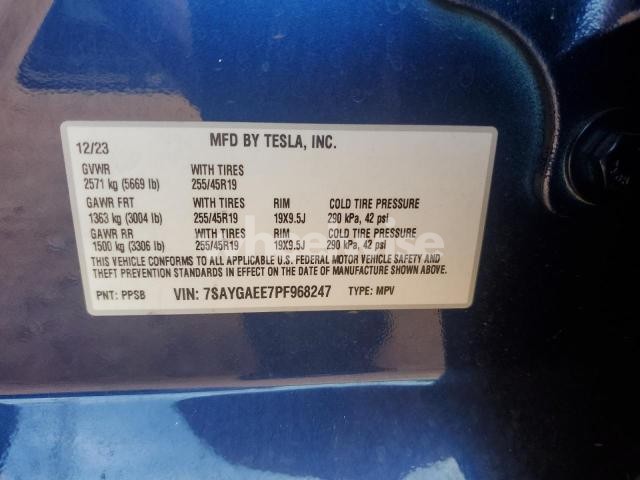 12/23 MFD BY TESLA, INC.
GVWR WITH TIRES
2571 kg (5669 lb) 255/45R19
GAWR FRT WITH TIRES RIM COLD TIRE PRESSURE
1363 kg (3004 lb) 255/45R19 19X9.5J 290 kPa, 42 psi
GAWR RR WITH TIRES RIM COLD TIRE PRESSURE
1500 kg (3306 lb) 255/45R19 19X9.5J 290 kPa, 42 psi
THIS VEHICLE CONFORMS TO ALL APPLICABLE U.S. FEDERAL MOTOR VEHICLE SAFETY AND
THEFT PREVENTION STANDARDS IN EFFECT ON THE DATE OF MANUFACTURE SHOWN ABOVE.
PNT: PPSB VIN: 7SAYGAEE7PF968247 TYPE: MPV